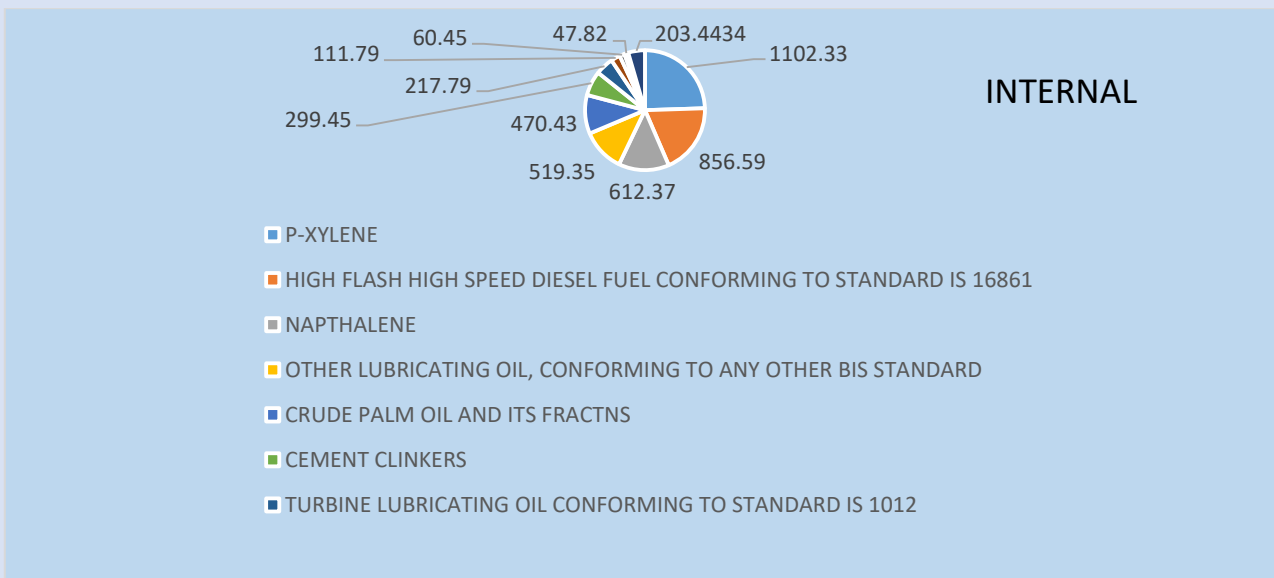 60.45
47.82
203.4434
111.79
1102.33
217.79
INTERNAL
299.45
470.43
856.59
519.35
612.37
P-XYLENE
HIGH FLASH HIGH SPEED DIESEL FUEL CONFORMING TO STANDARD IS 16861
NAPTHALENE
OTHER LUBRICATING OIL, CONFORMING TO ANY OTHER BIS STANDARD
CRUDE PALM OIL AND ITS FRACTNS
CEMENT CLINKERS
TURBINE LUBRICATING OIL CONFORMING TO STANDARD IS 1012